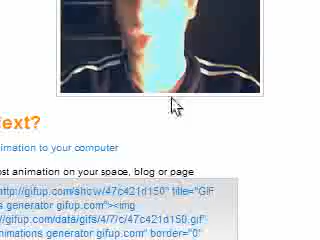 ext?
imation to your computer
ost animation on your space, blog or page
http://gifup.com/show/47c421d150" title="GIF
s generator gifup.com"><img
//gifup.com/data/gifs/4/7/c/47c421d150.gif"
nimations generator gifup.com" border="0"